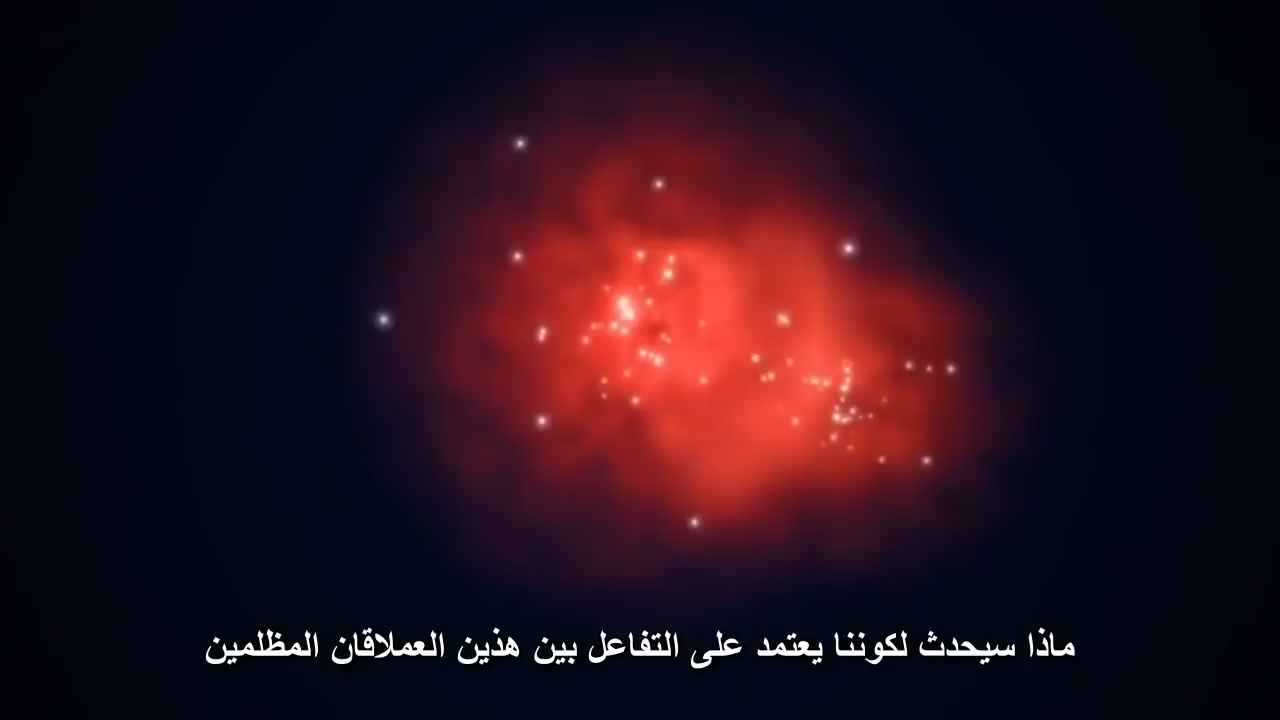 ماذا سيحدث لكوننا يعتمد على التفاعل بين هذين العملاقان المظلمين